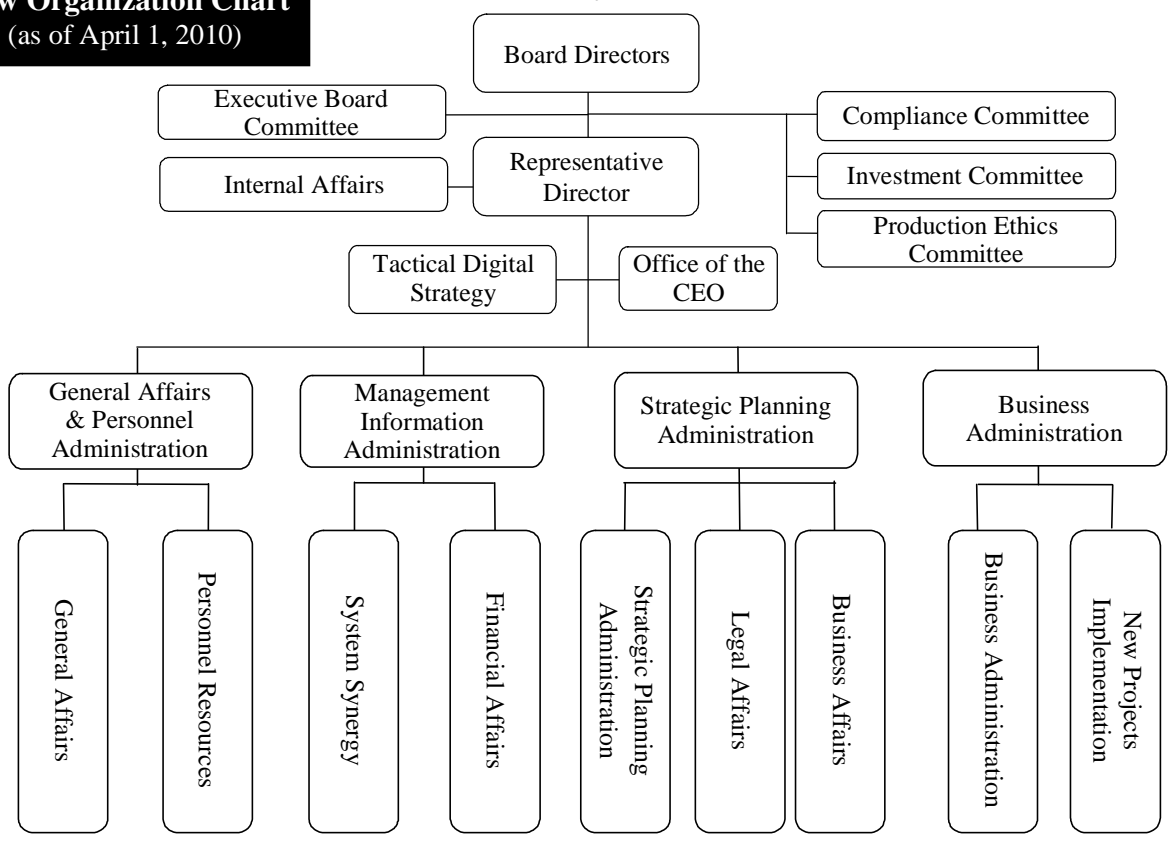 Organization Chart
(as of April 1, 2010)
Board Directors
Executive Board
Committee
Compliance Committee
Representative
Director
Internal Affairs
Investment Committee
Production Ethics
Committee
Tactical Digital
Strategy
Office of the
CEO
General Affairs
& Personnel
Administration
Management
Information
Administration
Strategic Planning
Administration
Business
Administration
General Affairs
Personnel Resources
System Synergy
Financial Affairs
Strategic Planning
Administration
Legal Affairs
Business Affairs
Business Administration
New Projects
Implementation